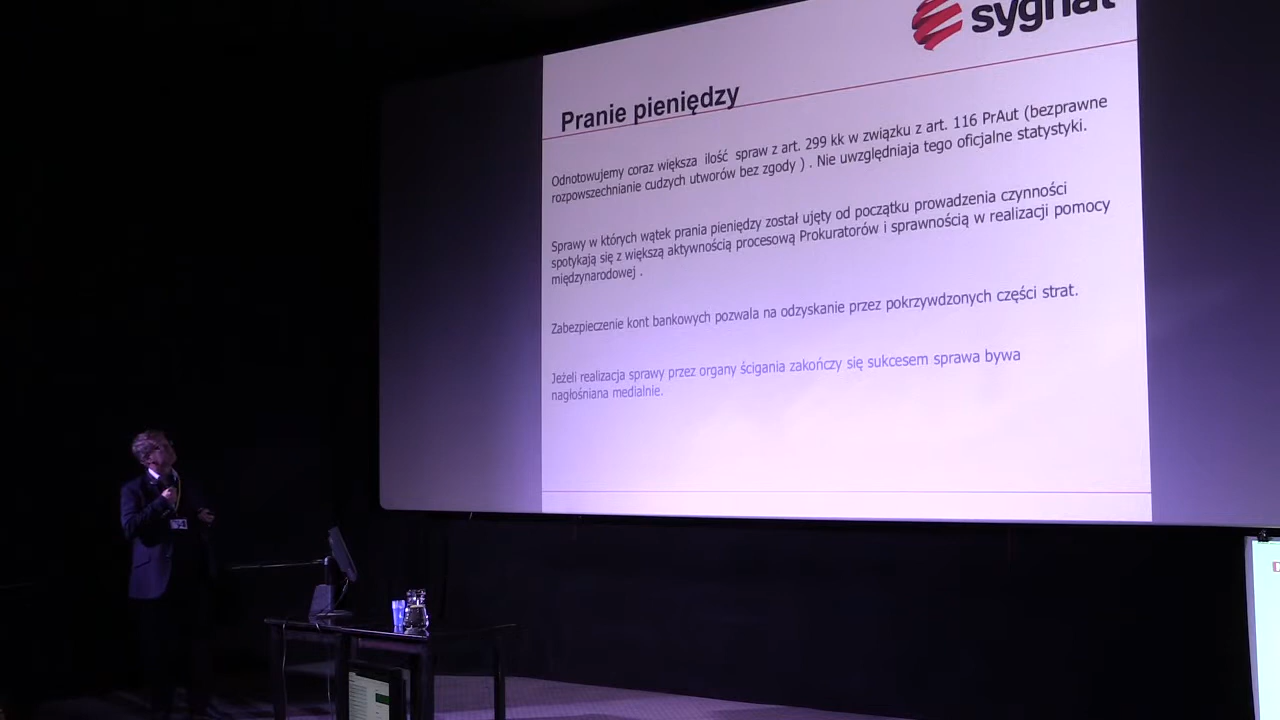 sygnał
Pranie pieniędzy
Odnotowujemy coraz większa ilość spraw z art. 299 kk w związku z art. 116 PrAut (bezprawne
rozpowszechnianie cudzych utworów bez zgody ) . Nie uwzględniaja tego oficjalne statystyki.
Sprawy w których wątek prania pieniędzy został ujęty od początku prowadzenia czynności
spotykają się z większą aktywnością procesową Prokuratorów i sprawnością w realizacji pomocy
międzynarodowej .
Zabezpieczenie kont bankowych pozwala na odzyskanie przez pokrzywdzonych części strat.
Jeżeli realizacja sprawy przez organy ścigania zakończy się sukcesem sprawa bywa
nagłośniana medialnie.